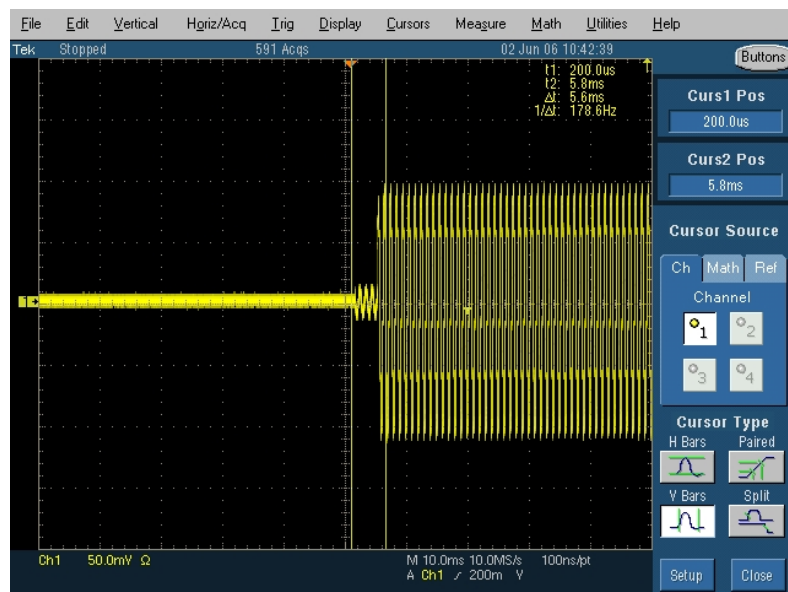 File Edit Vertical Horiz/Acq Trig Display Cursors Measure Math Utilities Help
Tek Stopped 591 Acqs 02 Jun 06 10:42:39
Buttons
t1: 200.0us
t2: 5.8ms
Δt: 5.6ms
1/Δt: 178.6Hz
Curs1 Pos
200.0us
Curs2 Pos
5.8ms
Cursor Source
Ch Math Ref
Channel
1 2
3 4
Cursor Type
H Bars Paired
V Bars Split
Setup Close
1
T
Ch1 50.0mV Ω M 10.0ms 10.0MS/s 100ns/pt
A Ch1 200m V